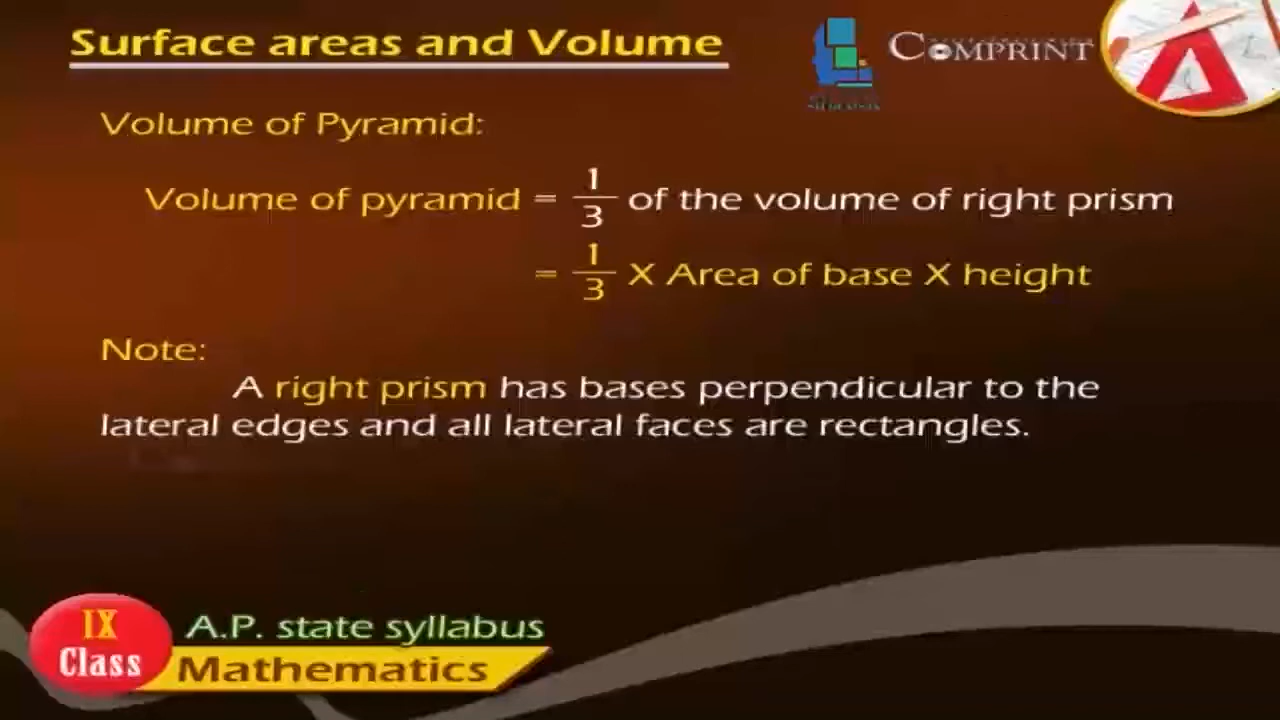 Surface areas and Volume
COMPRINT
Volume of Pyramid:
Volume of pyramid = 1/3 of the volume of right prism
= 1/3 X Area of base X height
Note:
A right prism has bases perpendicular to the
lateral edges and all lateral faces are rectangles.
IX
Class
A.P. state syllabus
Mathematics